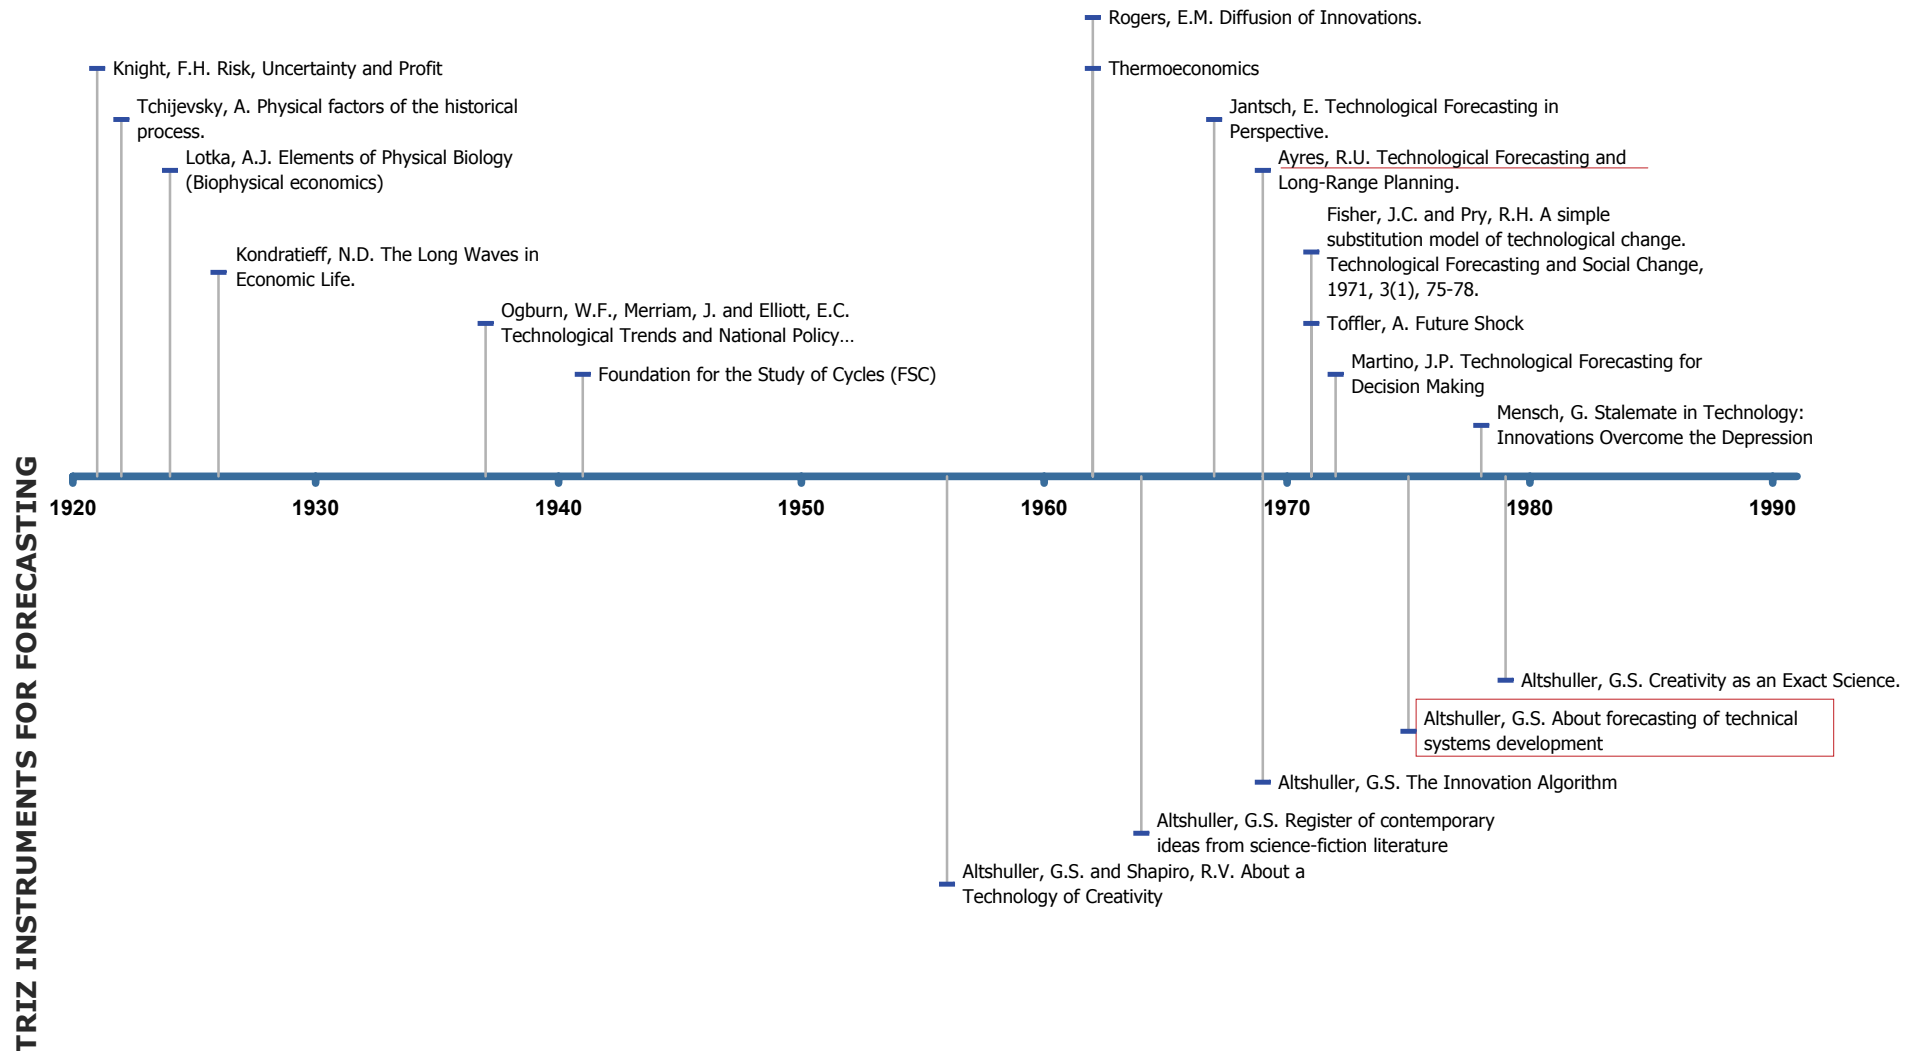 Rogers, E.M. Diffusion of Innovations.
Knight, F.H. Risk, Uncertainty and Profit
Thermoeconomics
Tchijevsky, A. Physical factors of the historical
process.
Jantsch, E. Technological Forecasting in
Perspective.
Lotka, A.J. Elements of Physical Biology
(Biophysical economics)
Ayres, R.U. Technological Forecasting and
Long-Range Planning.
Fisher, J.C. and Pry, R.H. A simple
substitution model of technological change.
Technological Forecasting and Social Change,
1971, 3(1), 75-78.
Kondratieff, N.D. The Long Waves in
Economic Life.
Ogburn, W.F., Merriam, J. and Elliott, E.C.
Technological Trends and National Policy…
Toffler, A. Future Shock
Foundation for the Study of Cycles (FSC)
Martino, J.P. Technological Forecasting for
Decision Making
Mensch, G. Stalemate in Technology:
Innovations Overcome the Depression
1920 1930 1940 1950 1960 1970 1980 1990
TRIZ INSTRUMENTS FOR FORECASTING
Altshuller, G.S. Creativity as an Exact Science.
Altshuller, G.S. About forecasting of technical
systems development
Altshuller, G.S. The Innovation Algorithm
Altshuller, G.S. Register of contemporary
ideas from science-fiction literature
Altshuller, G.S. and Shapiro, R.V. About a
Technology of Creativity